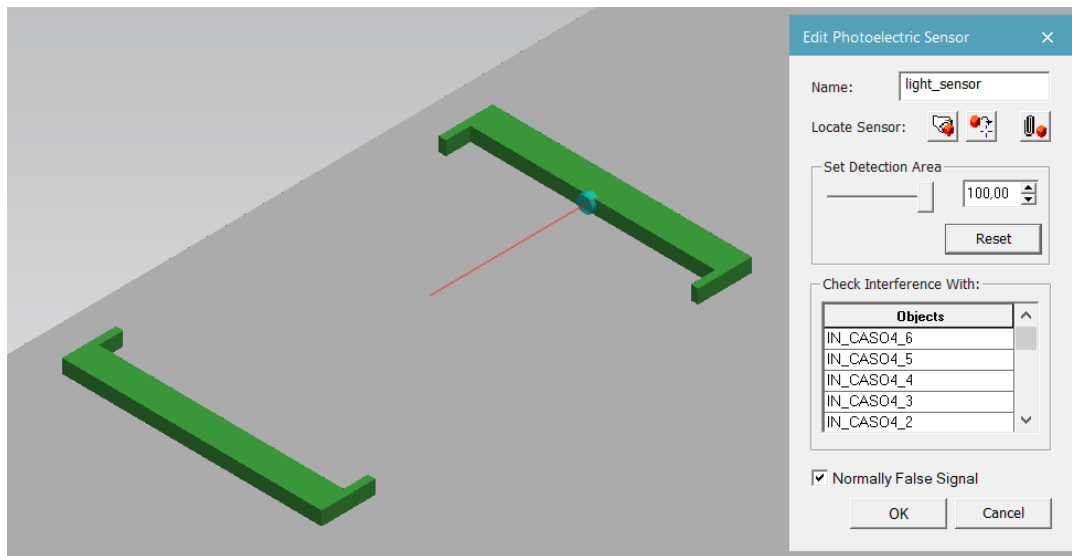 Edit Photoelectric Sensor
Name: light_sensor
Locate Sensor:
Set Detection Area
100,00
Reset
Check Interference With:
Objects
IN_CASO4_6
IN_CASO4_5
IN_CASO4_4
IN_CASO4_3
IN_CASO4_2
Normally False Signal
OK Cancel